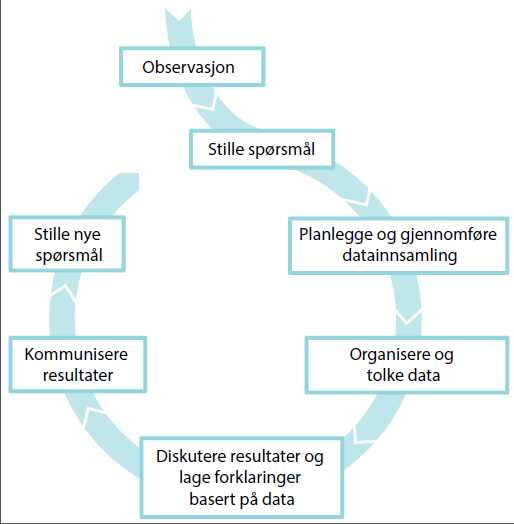 Observasjon
Stille spørsmål
Planlegge og gjennomføre
datainnsamling
Organisere og
tolke data
Diskutere resultater og
lage forklaringer
basert på data
Kommunisere
resultater
Stille nye
spørsmål